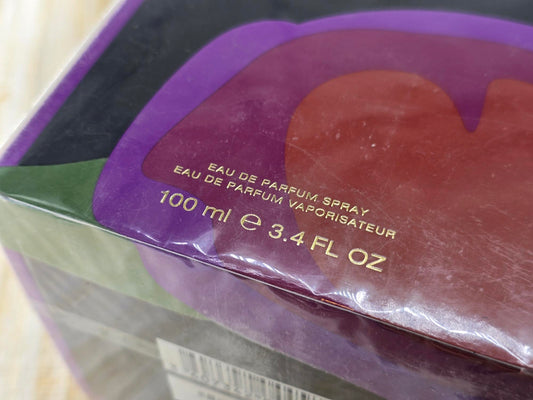 EAU DE PARFUM SPRAY
EAU DE PARFUM VAPORISATEUR
100 ml ℮ 3.4 FL OZ